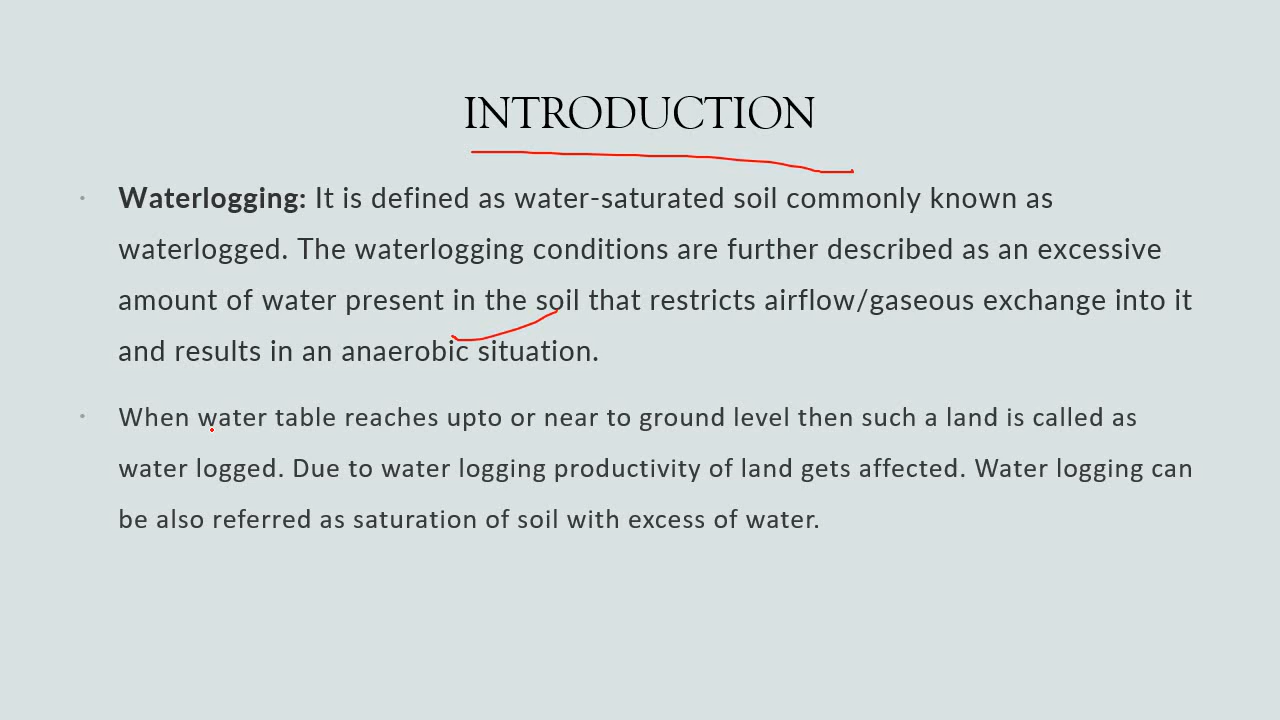 INTRODUCTION
· Waterlogging: It is defined as water-saturated soil commonly known as
waterlogged. The waterlogging conditions are further described as an excessive
amount of water present in the soil that restricts airflow/gaseous exchange into it
and results in an anaerobic situation.
· When water table reaches upto or near to ground level then such a land is called as
water logged. Due to water logging productivity of land gets affected. Water logging can
be also referred as saturation of soil with excess of water.